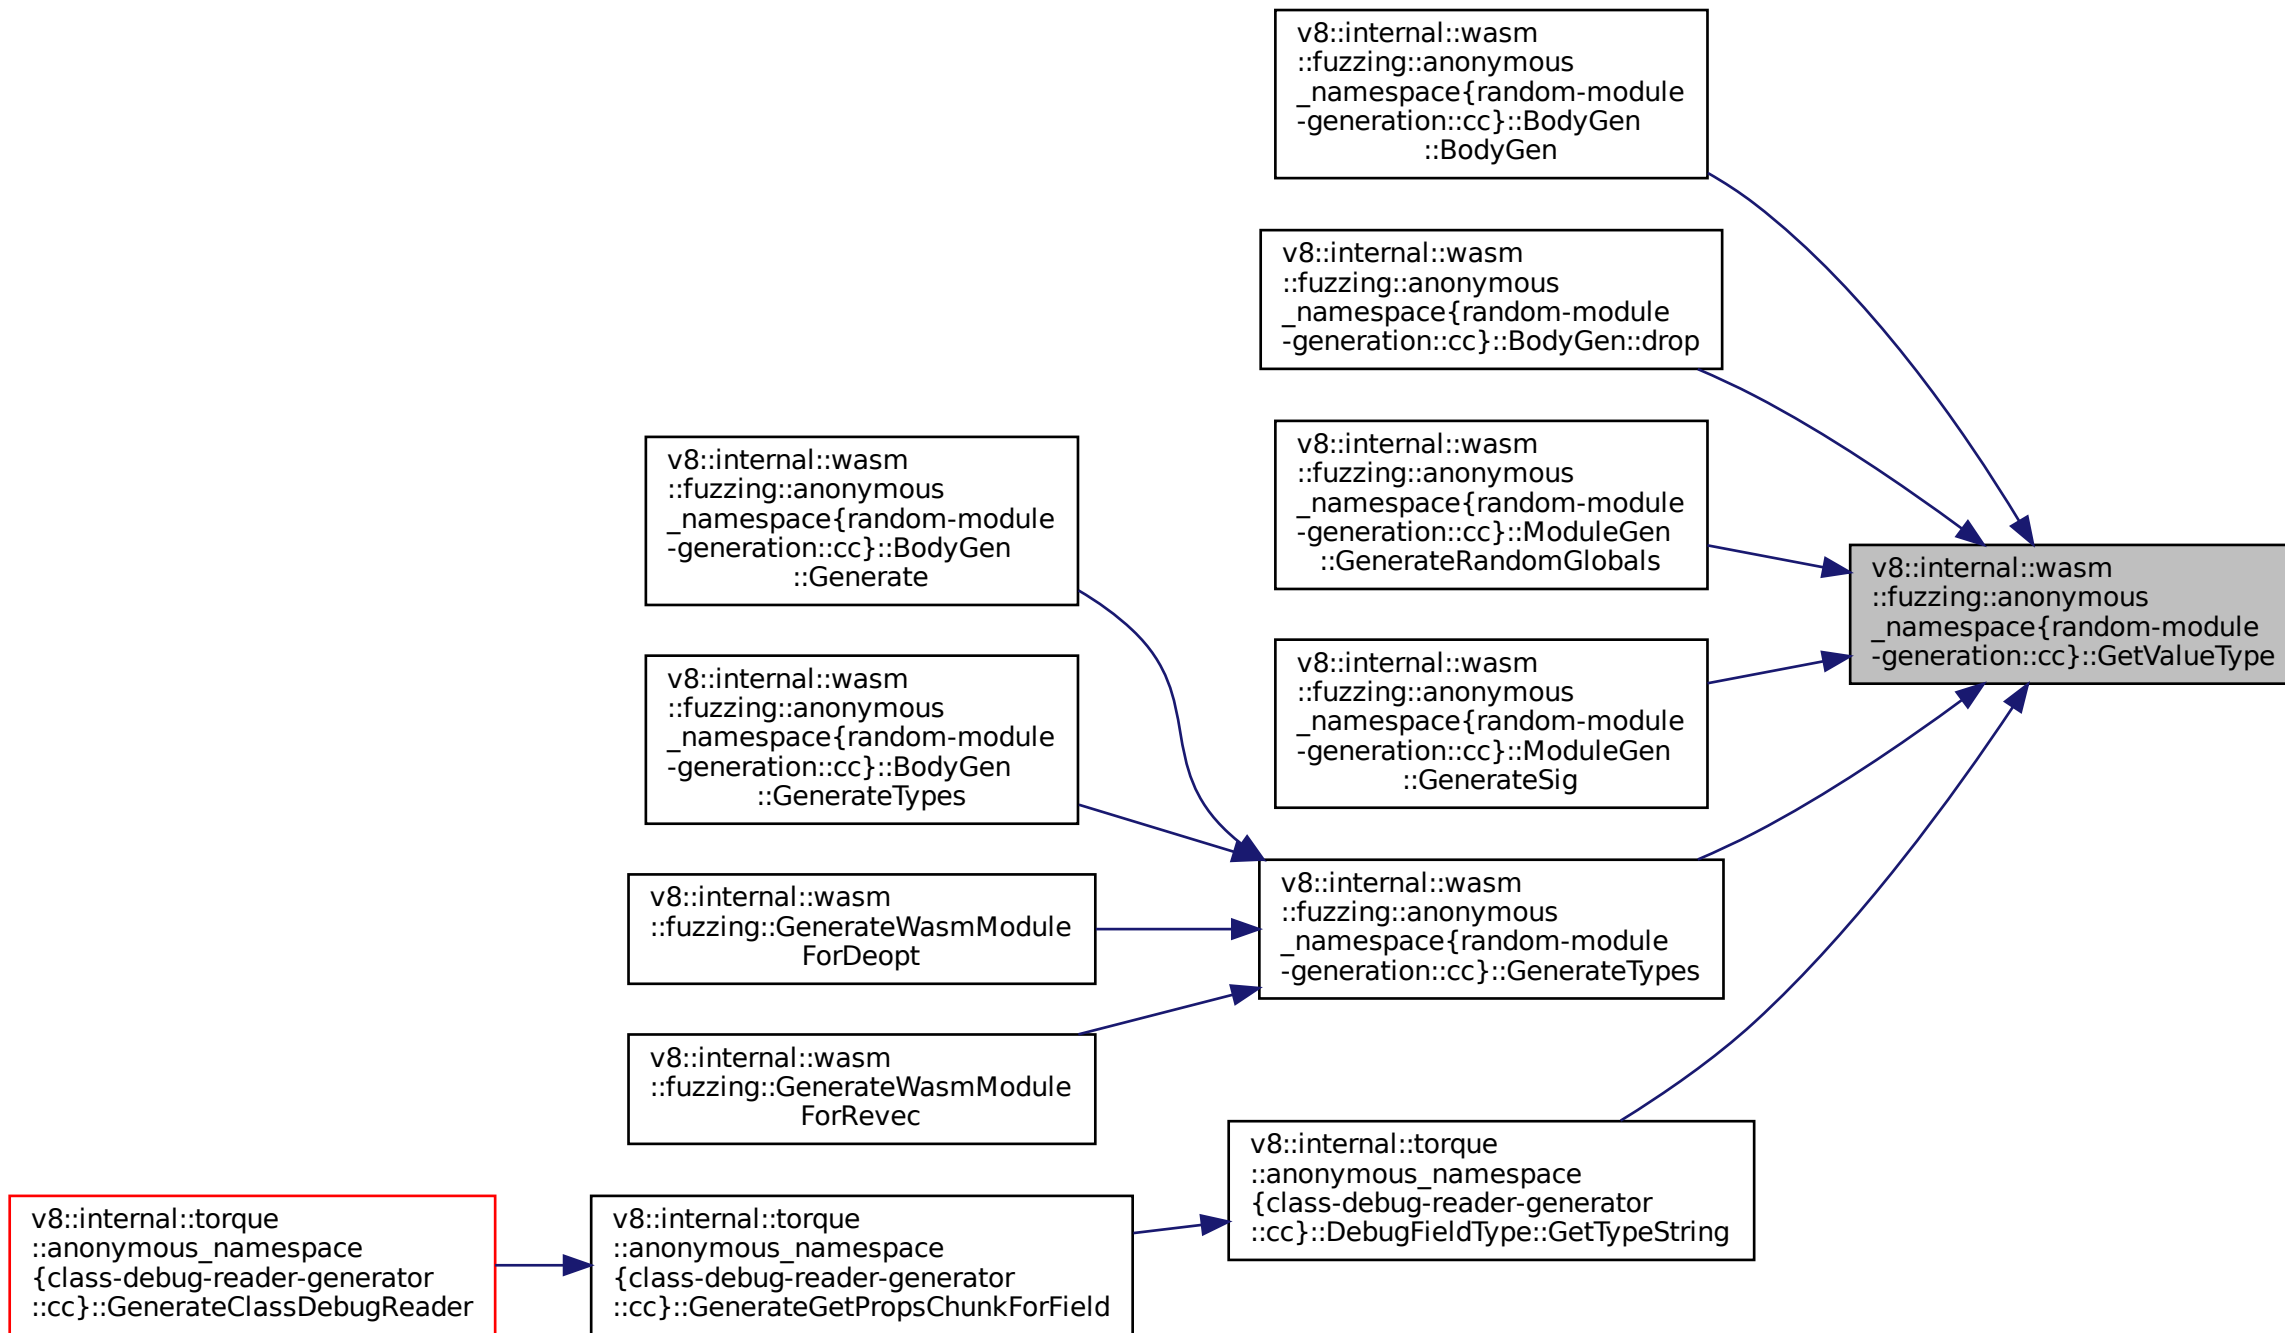 v8::internal::wasm
::fuzzing::anonymous
_namespace{random-module
-generation::cc}::BodyGen
::BodyGen
v8::internal::wasm
::fuzzing::anonymous
_namespace{random-module
-generation::cc}::BodyGen::drop
v8::internal::wasm
::fuzzing::anonymous
_namespace{random-module
-generation::cc}::ModuleGen
::GenerateRandomGlobals
v8::internal::wasm
::fuzzing::anonymous
_namespace{random-module
-generation::cc}::BodyGen
::Generate
v8::internal::wasm
::fuzzing::anonymous
_namespace{random-module
-generation::cc}::GetValueType
v8::internal::wasm
::fuzzing::anonymous
_namespace{random-module
-generation::cc}::ModuleGen
::GenerateSig
v8::internal::wasm
::fuzzing::anonymous
_namespace{random-module
-generation::cc}::BodyGen
::GenerateTypes
v8::internal::wasm
::fuzzing::anonymous
_namespace{random-module
-generation::cc}::GenerateTypes
v8::internal::wasm
::fuzzing::GenerateWasmModule
ForDeopt
v8::internal::wasm
::fuzzing::GenerateWasmModule
ForRevec
v8::internal::torque
::anonymous_namespace
{class-debug-reader-generator
::cc}::DebugFieldType::GetTypeString
v8::internal::torque
::anonymous_namespace
{class-debug-reader-generator
::cc}::GenerateClassDebugReader
v8::internal::torque
::anonymous_namespace
{class-debug-reader-generator
::cc}::GenerateGetPropsChunkForField